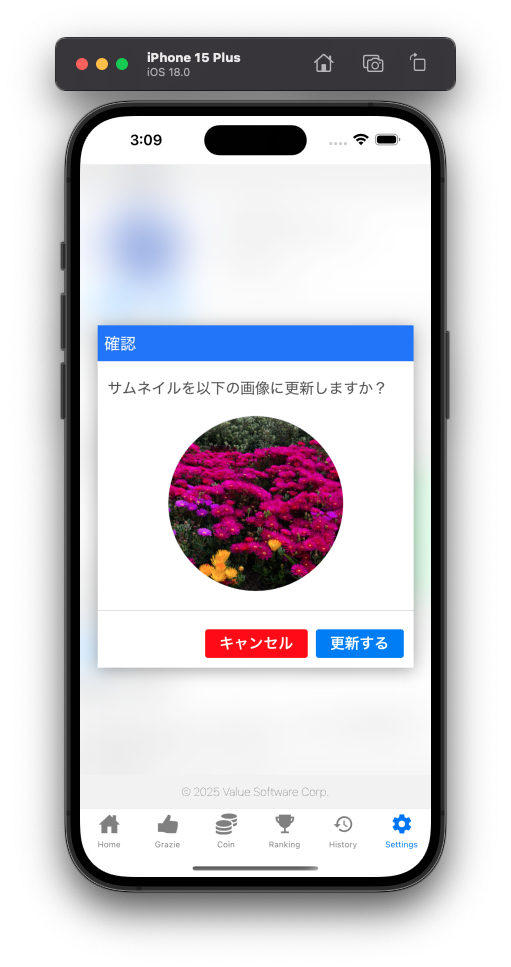 iPhone 15 Plus
iOS 18.0
3:09
確認
サムネイルを以下の画像に更新しますか？
キャンセル 更新する
© 2025 Value Software Corp.
Home Grazie Coin Ranking History Settings